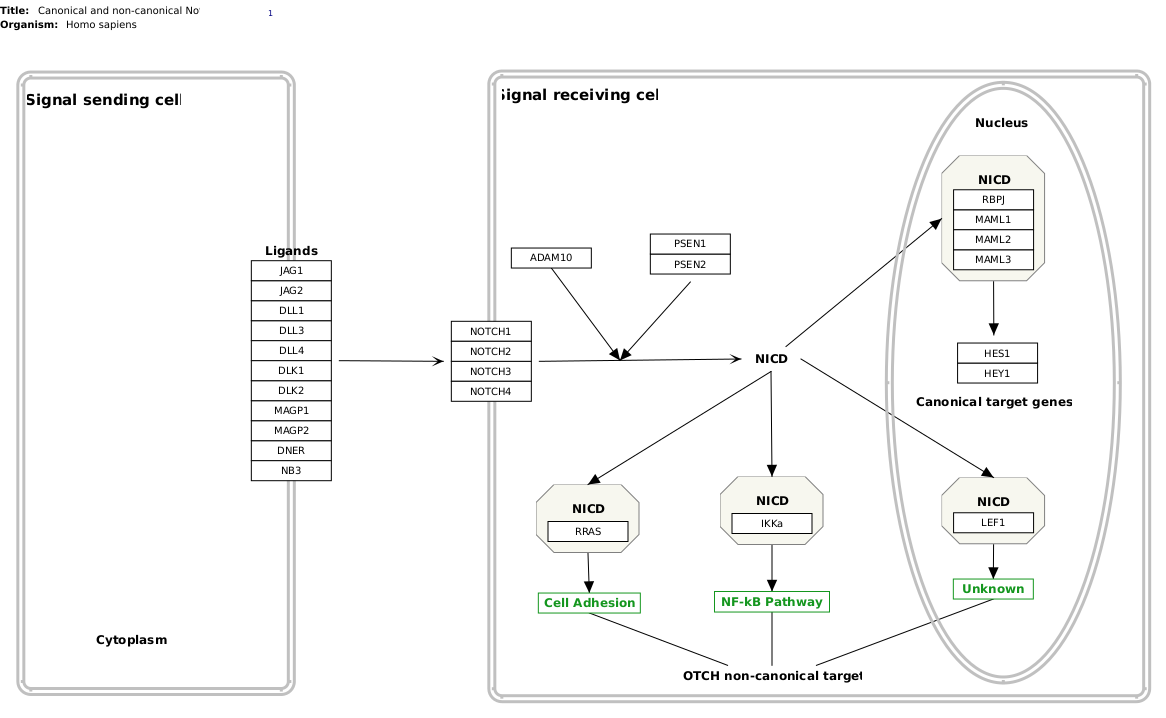 Title: Canonical and non-canonical No
1
Organism: Homo sapiens
Signal sending cell
Signal receiving cel
Nucleus
NICD
RBPJ
MAML1
MAML2
MAML3
Ligands
JAG1
JAG2
DLL1
DLL3
DLL4
DLK1
DLK2
MAGP1
MAGP2
DNER
NB3
ADAM10
PSEN1
PSEN2
NOTCH1
NOTCH2
NOTCH3
NOTCH4
NICD
HES1
HEY1
Canonical target genes
NICD
RRAS
NICD
IKKa
NICD
LEF1
Cell Adhesion
NF-kB Pathway
Unknown
Cytoplasm
OTCH non-canonical target